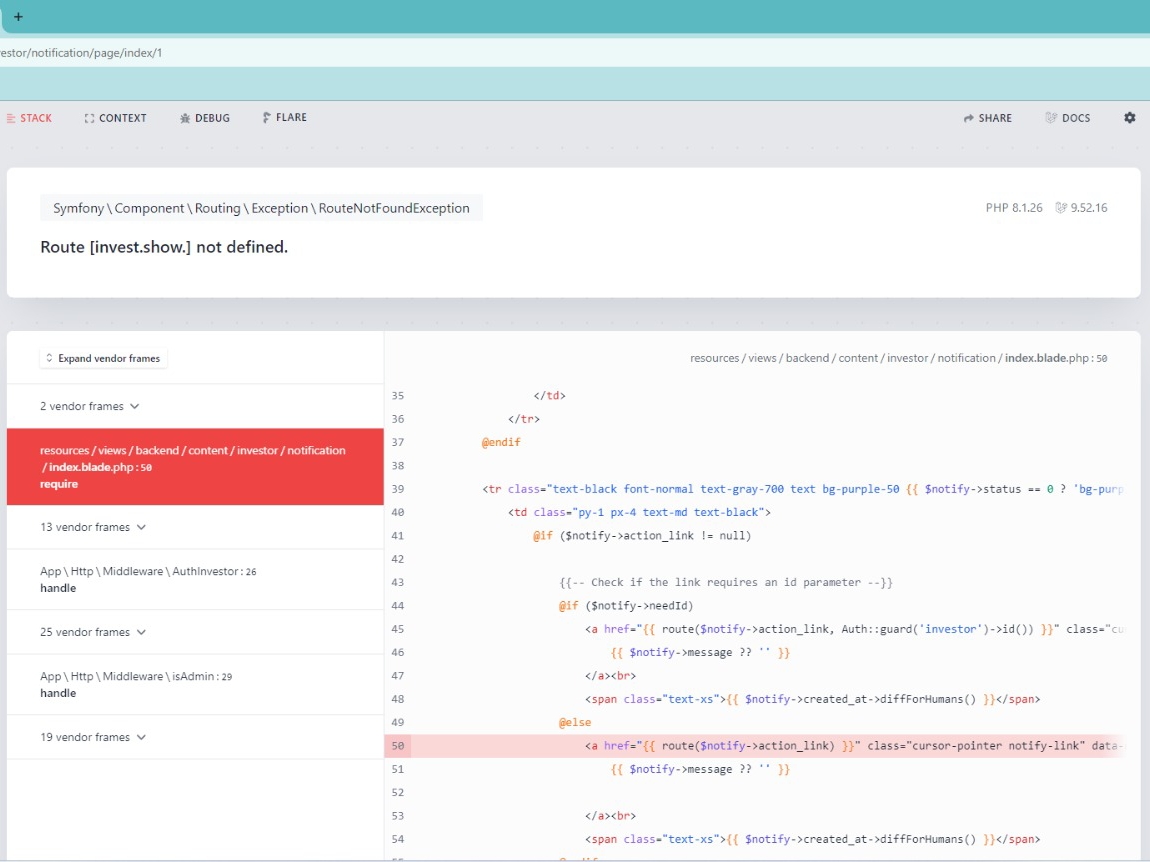 +
estor/notification/page/index/1
STACK CONTEXT DEBUG FLARE SHARE DOCS
Symfony \ Component \ Routing \ Exception \ RouteNotFoundException PHP 8.1.26 9.52.16
Route [invest.show.] not defined.
Expand vendor frames
resources / views / backend / content / investor / notification / index.blade.php : 50
2 vendor frames
resources / views / backend / content / investor / notification
/ index.blade.php : 50
require
13 vendor frames
App \ Http \ Middleware \ AuthInvestor : 26
handle
25 vendor frames
App \ Http \ Middleware \ isAdmin : 29
handle
19 vendor frames
35 </td>
36 </tr>
37 @endif
38
39 <tr class="text-black font-normal text-gray-700 text bg-purple-50 {{ $notify->status == 0 ? 'bg-purp
40 <td class="py-1 px-4 text-md text-black">
41 @if ($notify->action_link != null)
42
43 {{-- Check if the link requires an id parameter --}}
44 @if ($notify->needId)
45 <a href="{{ route($notify->action_link, Auth::guard('investor')->id()) }}" class="cu
46 {{ $notify->message ?? '' }}
47 </a><br>
48 <span class="text-xs">{{ $notify->created_at->diffForHumans() }}</span>
49 @else
50 <a href="{{ route($notify->action_link) }}" class="cursor-pointer notify-link" data-
51 {{ $notify->message ?? '' }}
52
53 </a><br>
54 <span class="text-xs">{{ $notify->created_at->diffForHumans() }}</span>